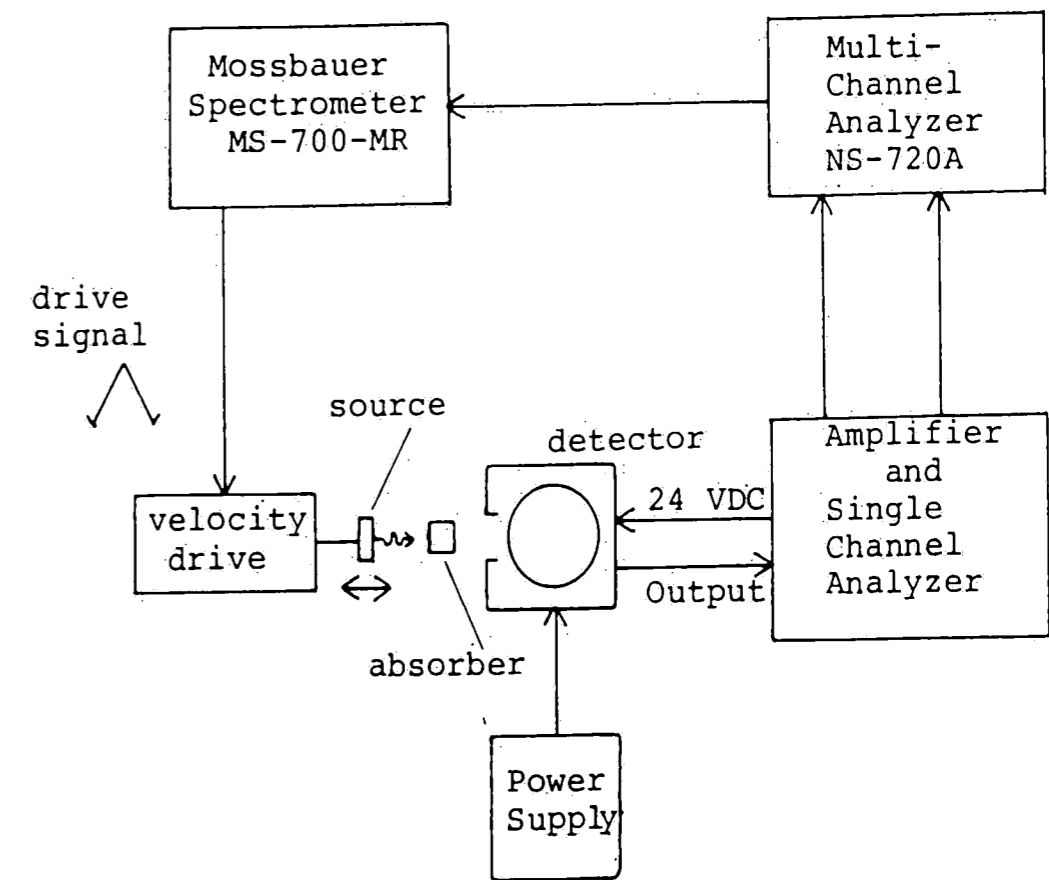 Mossbauer
Spectrometer
MS-700-MR
Multi-
Channel
Analyzer
NS-720A
drive
signal
source
detector
velocity
drive
24 VDC
Output
Amplifier
and
Single
Channel
Analyzer
absorber
Power
Supply